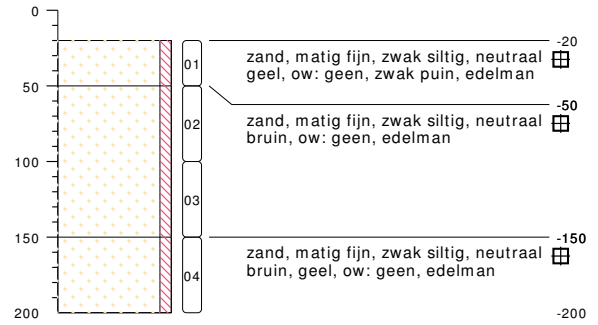 0
-20
zand, matig fijn, zwak siltig, neutraal
geel, ow: geen, zwak puin, edelman
01
50
-50
zand, matig fijn, zwak siltig, neutraal
bruin, ow: geen, edelman
02
100
03
150
-150
zand, matig fijn, zwak siltig, neutraal
bruin, geel, ow: geen, edelman
04
200
-200